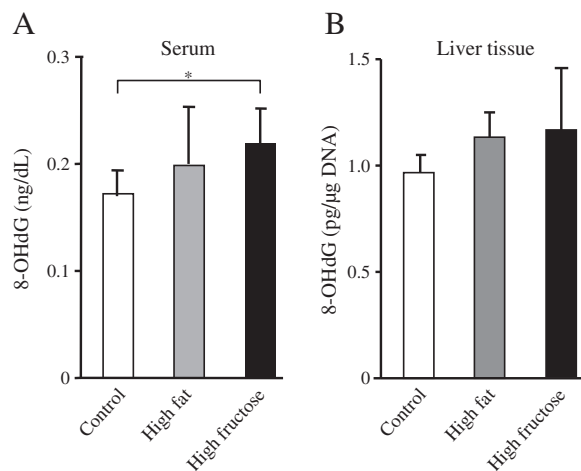 A
Serum
8-OHdG (ng/dL)
0.3
0.2
0.1
0
*
Control
High fat
High fructose
B
Liver tissue
8-OHdG (pg/μg DNA)
1.5
1.0
0.5
0
Control
High fat
High fructose